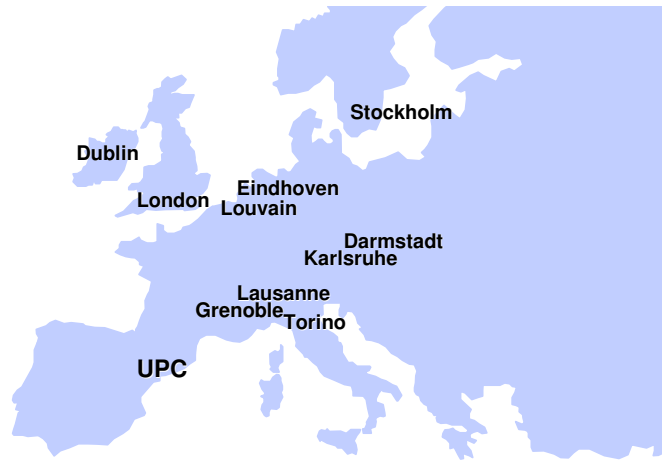 Stockholm
Dublin
Eindhoven
London
Louvain
Darmstadt
Karlsruhe
Lausanne
Grenoble
Torino
UPC